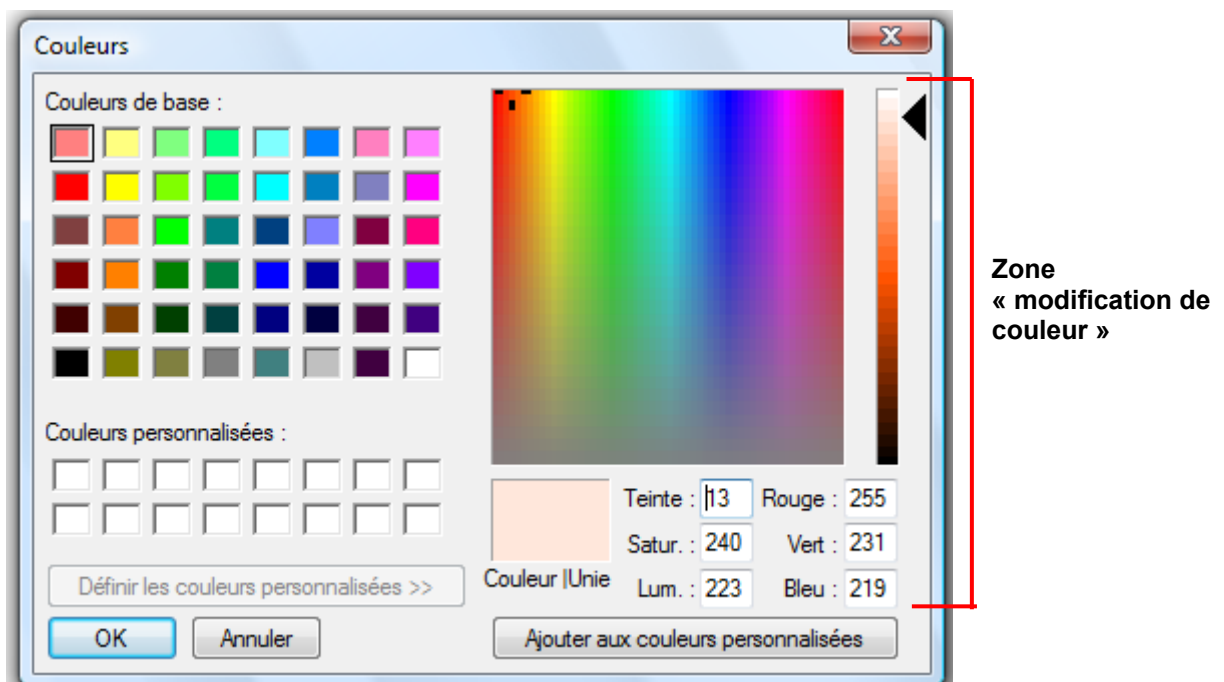 Couleurs
Couleurs de base :
Couleurs personnalisées :
Définir les couleurs personnalisées >>
OK
Annuler
Teinte : 13
Rouge : 255
Satur. : 240
Vert : 231
Couleur |Unie
Lum. : 223
Bleu : 219
Ajouter aux couleurs personnalisées
Zone
« modification de
couleur »